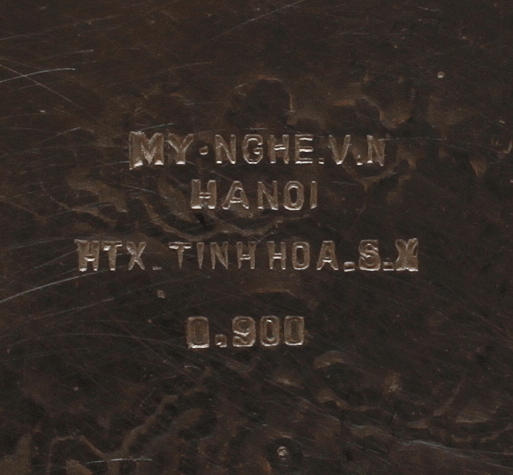 MY-NGHE.V.N
HANOI
HTX. TINH HOA.S.X
0.900